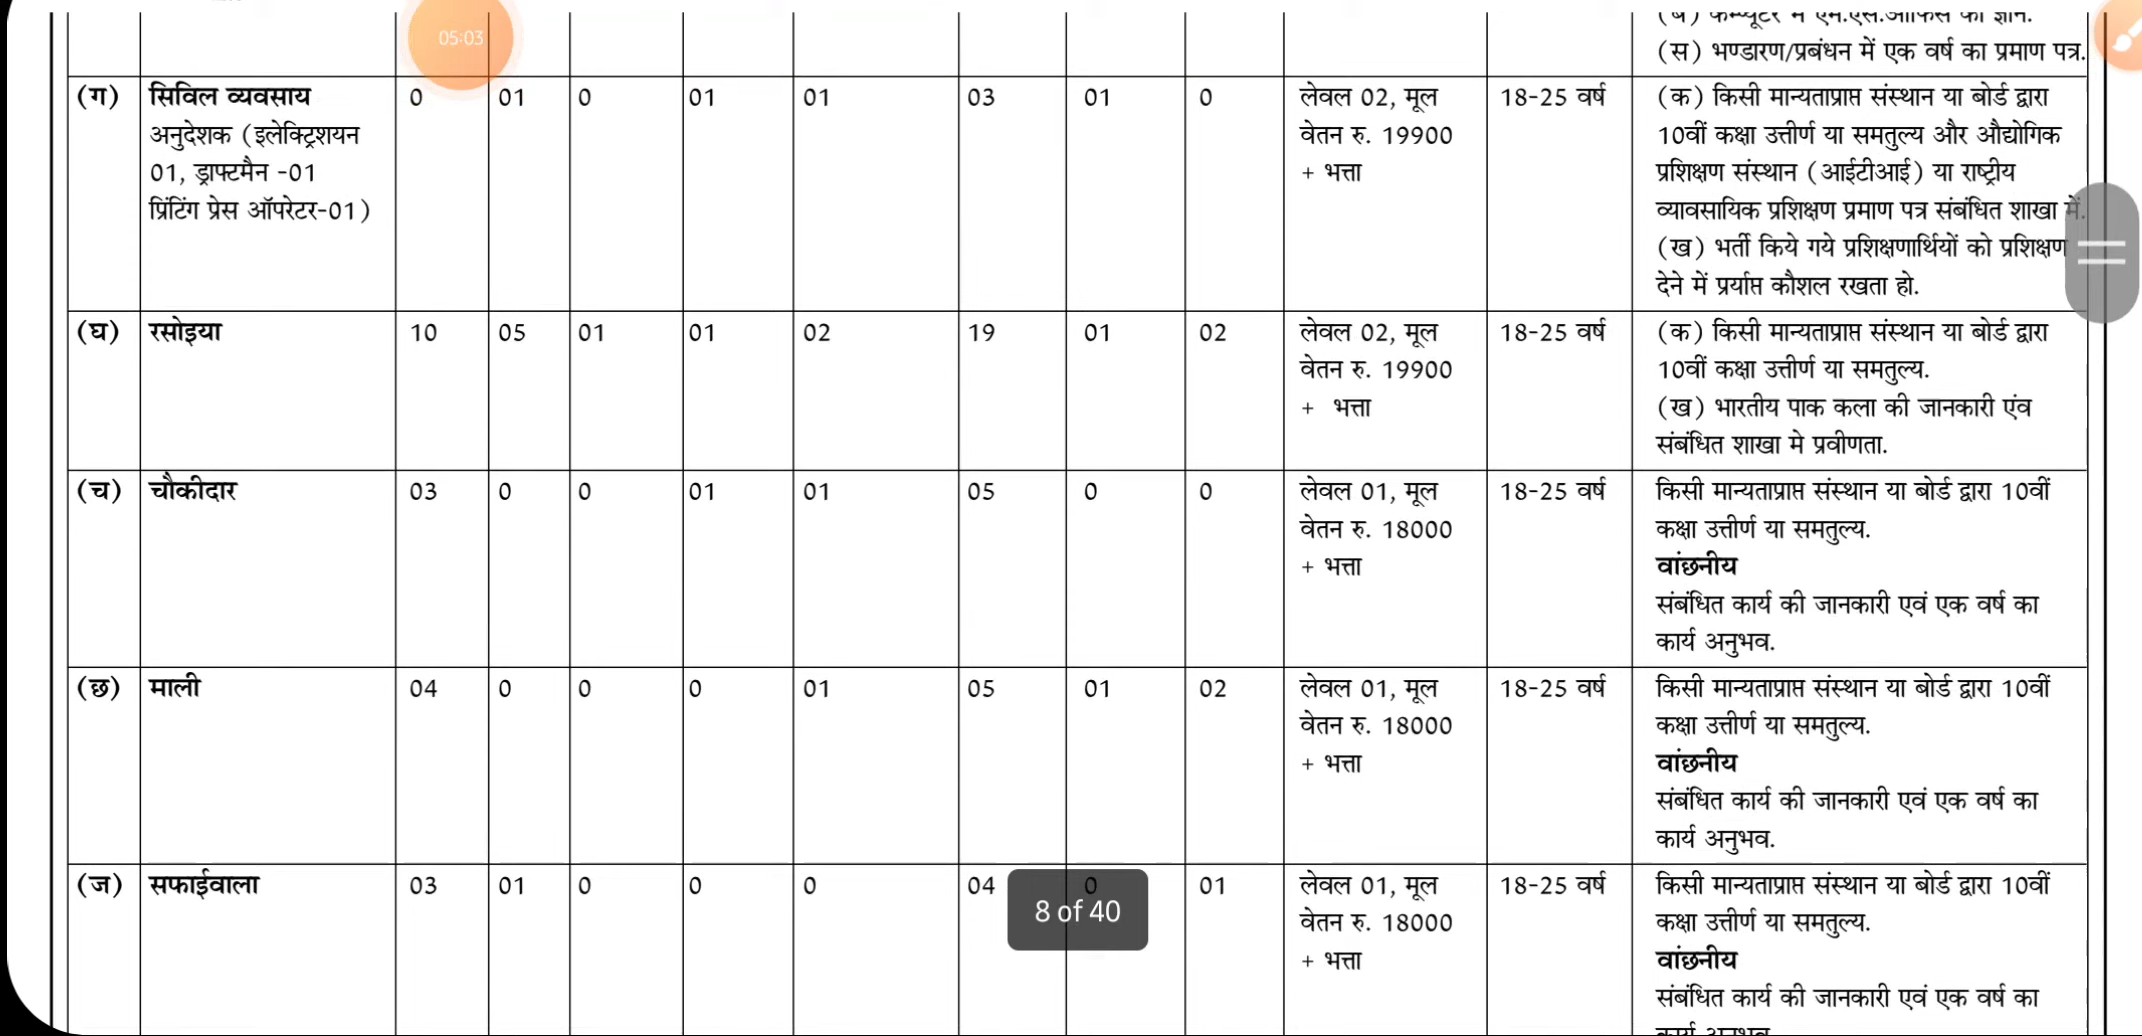 05:03
(ब) कम्प्यूटर में एम.एस.ऑफिस का ज्ञान.
(स) भण्डारण/प्रबंधन में एक वर्ष का प्रमाण पत्र.
(ग) सिविल व्यवसाय 0 01 0 01 01 03 01 0 लेवल 02, मूल 18-25 वर्ष (क) किसी मान्यताप्राप्त संस्थान या बोर्ड द्वारा
अनुदेशक (इलेक्ट्रिशयन वेतन रु. 19900 10वीं कक्षा उत्तीर्ण या समतुल्य और औद्योगिक
01, ड्राफ्टमैन -01 + भत्ता प्रशिक्षण संस्थान (आईटीआई) या राष्ट्रीय
प्रिंटिंग प्रेस ऑपरेटर-01) व्यावसायिक प्रशिक्षण प्रमाण पत्र संबंधित शाखा में.
(ख) भर्ती किये गये प्रशिक्षणार्थियों को प्रशिक्षण
देने में प्रर्याप्त कौशल रखता हो.
(घ) रसोइया 10 05 01 01 02 19 01 02 लेवल 02, मूल 18-25 वर्ष (क) किसी मान्यताप्राप्त संस्थान या बोर्ड द्वारा
वेतन रु. 19900 10वीं कक्षा उत्तीर्ण या समतुल्य.
+ भत्ता (ख) भारतीय पाक कला की जानकारी एंव
संबंधित शाखा मे प्रवीणता.
(च) चौकीदार 03 0 0 01 01 05 0 0 लेवल 01, मूल 18-25 वर्ष किसी मान्यताप्राप्त संस्थान या बोर्ड द्वारा 10वीं
वेतन रु. 18000 कक्षा उत्तीर्ण या समतुल्य.
+ भत्ता वांछनीय
संबंधित कार्य की जानकारी एवं एक वर्ष का
कार्य अनुभव.
(छ) माली 04 0 0 0 01 05 01 02 लेवल 01, मूल 18-25 वर्ष किसी मान्यताप्राप्त संस्थान या बोर्ड द्वारा 10वीं
वेतन रु. 18000 कक्षा उत्तीर्ण या समतुल्य.
+ भत्ता वांछनीय
संबंधित कार्य की जानकारी एवं एक वर्ष का
कार्य अनुभव.
(ज) सफाईवाला 03 01 0 0 0 04 0 01 लेवल 01, मूल 18-25 वर्ष किसी मान्यताप्राप्त संस्थान या बोर्ड द्वारा 10वीं
8 of 40 वेतन रु. 18000 कक्षा उत्तीर्ण या समतुल्य.
+ भत्ता वांछनीय
संबंधित कार्य की जानकारी एवं एक वर्ष का